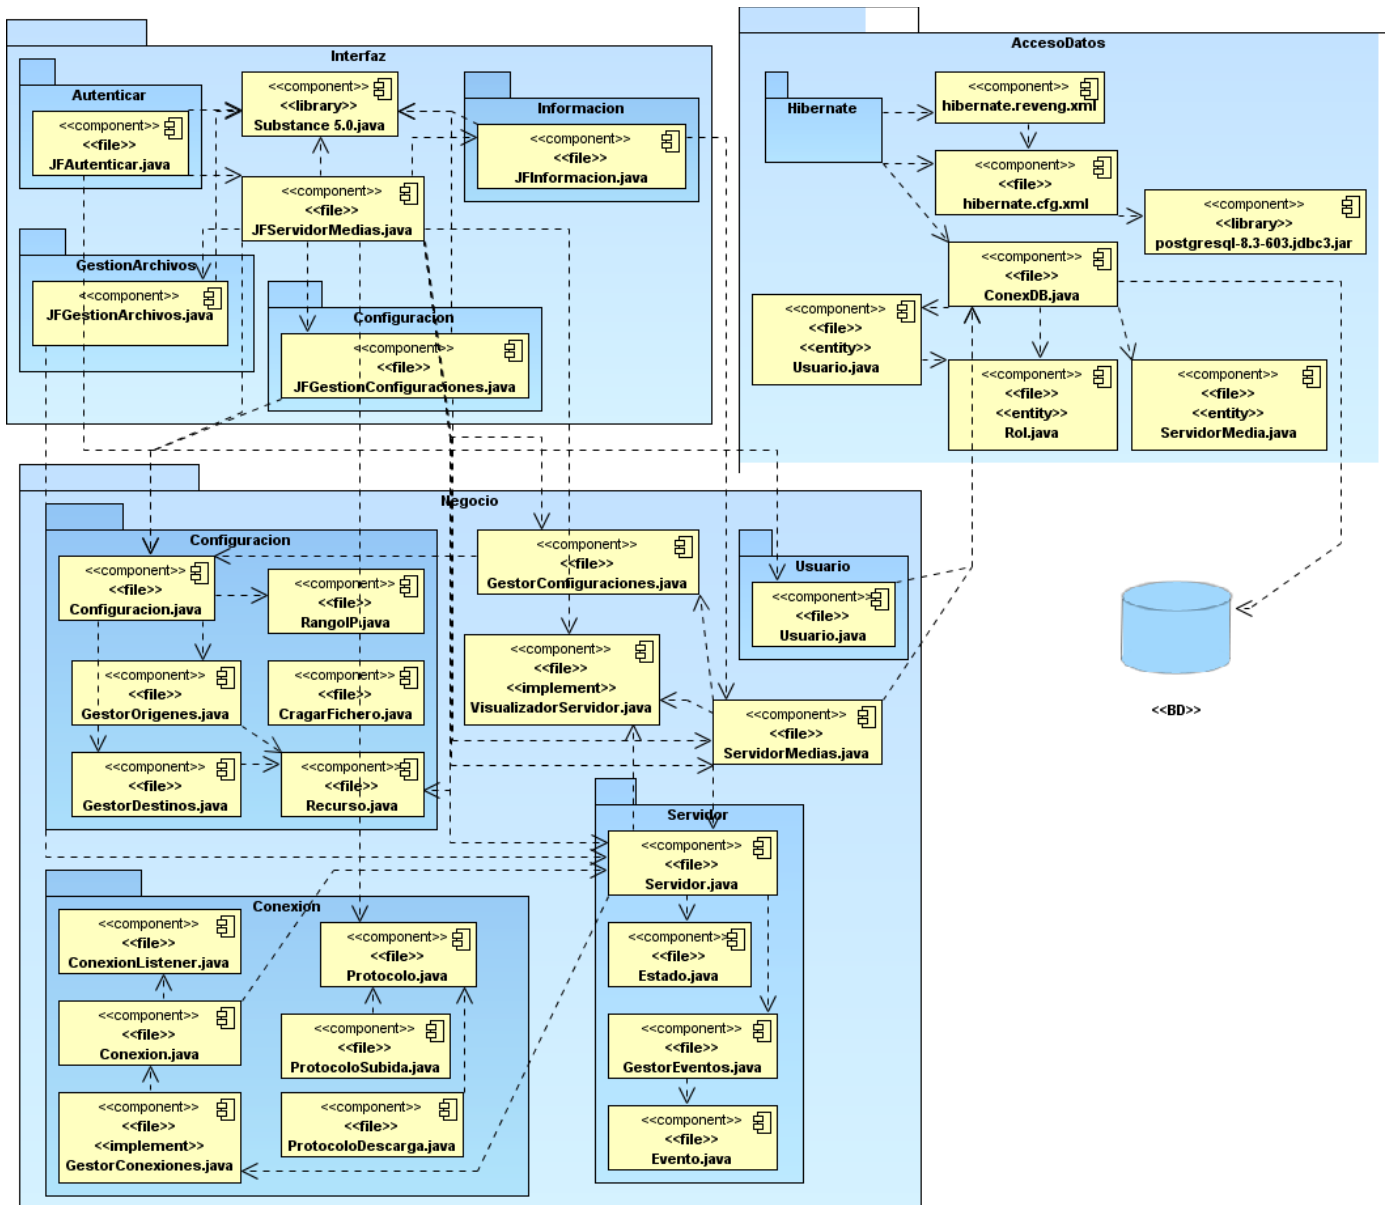 Interfaz
Autenticar
<<component>>
<<file>>
JFAutenticar.java
<<component>>
<<library>>
Substance 5.0.java
Informacion
<<component>>
<<file>>
JFInformacion.java
<<component>>
<<file>>
JFServidorMedias.java
GestionArchivos
<<component>>
JFGestionArchivos.java
Configuracion
<<component>>
<<file>>
JFGestionConfiguraciones.java
AccesoDatos
Hibernate
<<component>>
hibernate.reveng.xml
<<component>>
<<file>>
hibernate.cfg.xml
<<component>>
<<library>>
postgresql-8.3-603.jdbc3.jar
<<component>>
<<file>>
ConexDB.java
<<component>>
<<file>>
<<entity>>
Usuario.java
<<component>>
<<file>>
<<entity>>
Rol.java
<<component>>
<<file>>
<<entity>>
ServidorMedia.java
Negocio
Configuracion
<<component>>
<<file>>
Configuracion.java
<<component>>
<<file>>
RangoIP.java
<<component>>
<<file>>
GestorOrigenes.java
<<component>>
<<file>>
CragarFichero.java
<<component>>
<<file>>
GestorDestinos.java
<<component>>
<<file>>
Recurso.java
<<component>>
<<file>>
GestorConfiguraciones.java
<<component>>
<<file>>
<<implement>>
VisualizadorServidor.java
Usuario
<<component>>
<<file>>
Usuario.java
<<component>>
<<file>>
ServidorMedias.java
<<BD>>
Servidor
<<component>>
<<file>>
Servidor.java
<<component>>
<<file>>
Estado.java
<<component>>
<<file>>
GestorEventos.java
<<component>>
<<file>>
Evento.java
Conexion
<<component>>
<<file>>
ConexionListener.java
<<component>>
<<file>>
Protocolo.java
<<component>>
<<file>>
Conexion.java
<<component>>
<<file>>
ProtocoloSubida.java
<<component>>
<<file>>
<<implement>>
GestorConexiones.java
<<component>>
<<file>>
ProtocoloDescarga.java